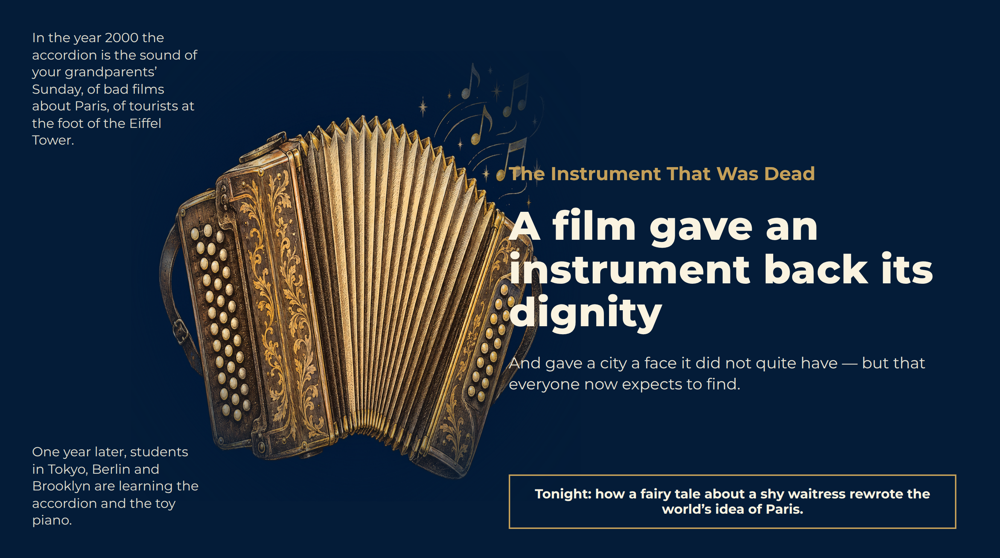 In the year 2000 the
accordion is the sound of
your grandparents’
Sunday, of bad films
about Paris, of tourists at
the foot of the Eiffel
Tower.
One year later, students
in Tokyo, Berlin and
Brooklyn are learning the
accordion and the toy
piano.
The Instrument That Was Dead
A film gave an
instrument back its
dignity
And gave a city a face it did not quite have — but that
everyone now expects to find.
Tonight: how a fairy tale about a shy waitress rewrote the
world’s idea of Paris.